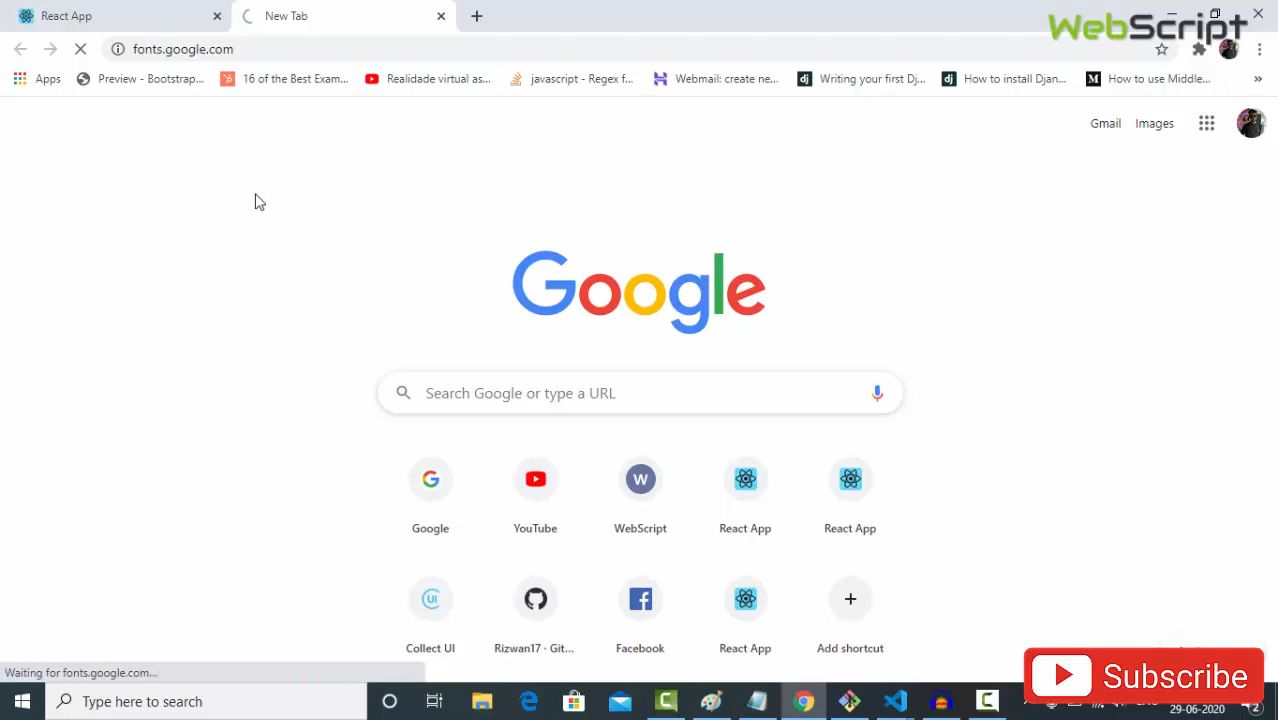 React App
New Tab
WebScript
fonts.google.com
Apps
Preview - Bootstrap...
16 of the Best Exam...
Realidade virtual as...
javascript - Regex f...
Webmail: create ne...
Writing your first Dj...
How to install Djan...
How to use Middle...
Gmail
Images
Google
Search Google or type a URL
Google
YouTube
WebScript
React App
React App
Collect UI
Rizwan17 · Git...
Facebook
React App
Add shortcut
Waiting for fonts.google.com...
Subscribe
Type here to search
29-06-2020